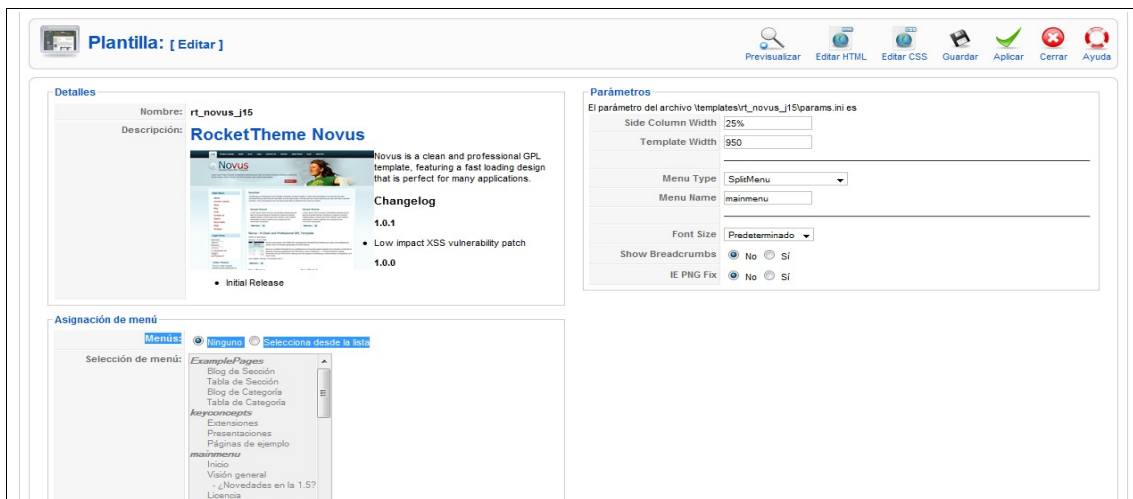 Plantilla: [ Editar ]
Previsualizar
Editar HTML
Editar CSS
Guardar
Aplicar
Cerrar
Ayuda
Detalles
Nombre: rt_novus_j15
Descripción: RocketTheme Novus
Novus
Novus is a clean and professional GPL
template, featuring a fast loading design
that is perfect for many applications.
Changelog
1.0.1
• Low impact XSS vulnerability patch
1.0.0
• Initial Release
Parámetros
El parámetro del archivo \templates\rt_novus_j15\params.ini es
Side Column Width 25%
Template Width 950
Menu Type SplitMenu
Menu Name mainmenu
Font Size Predeterminado
Show Breadcrumbs No Sí
IE PNG Fix No Sí
Asignación de menú
Menús: Ninguno Selecciona desde la lista
Selección de menú: ExamplePages
Blog de Sección
Tabla de Sección
Blog de Categoría
Tabla de Categoría
keyconcepts
Extensiones
Presentaciones
Páginas de ejemplo
mainmenu
Inicio
Visión general
- ¿Novedades en la 1.5?
Licencia